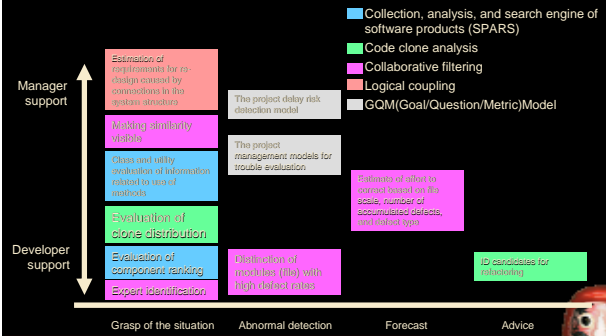 Collection, analysis, and search engine of
software products (SPARS)
Code clone analysis
Collaborative filtering
Logical coupling
GQM(Goal/Question/Metric)Model
Manager
support
Developer
support
Estimation of
requirements for re-
design caused by
connections in the
system structure
Making similarity
visible
Class and utility
evaluation of information
related to use of
methods
Evaluation of
clone distribution
Evaluation of
component ranking
Expert identification
The project delay risk
detection model
The project
management models for
trouble evaluation
Distinction of
modules (file) with
high defect rates
Estimate of effort to
correct based on file
scale, number of
accumulated defects,
and defect type
ID candidates for
refactoring
Grasp of the situation
Abnormal detection
Forecast
Advice